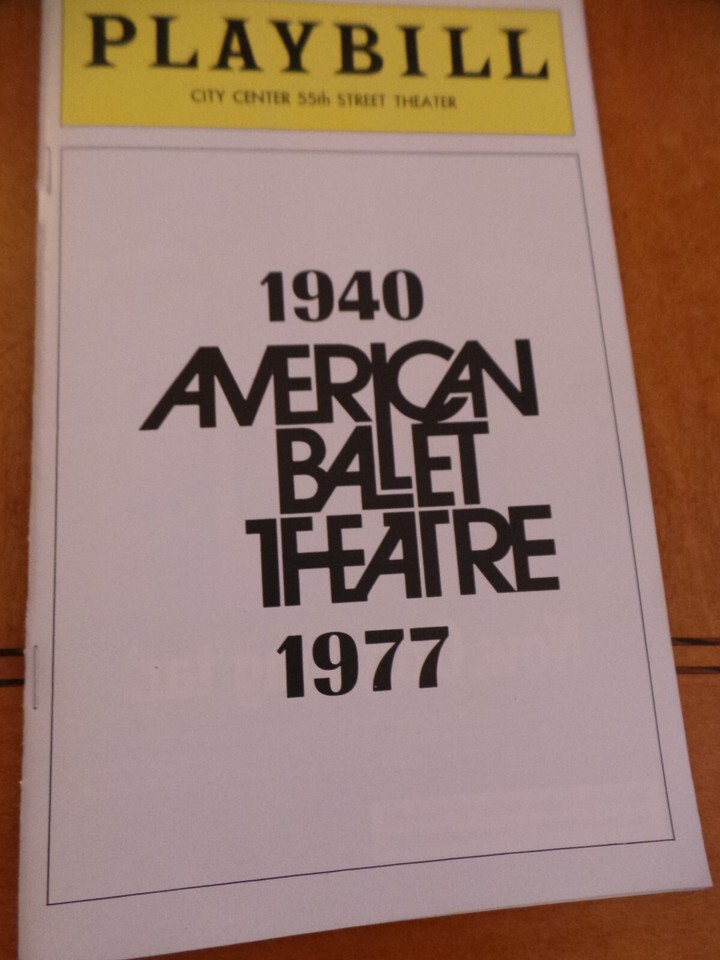 PLAYBILL
CITY CENTER 55th STREET THEATER
1940
AMERICAN
BALLET
THEATRE
1977